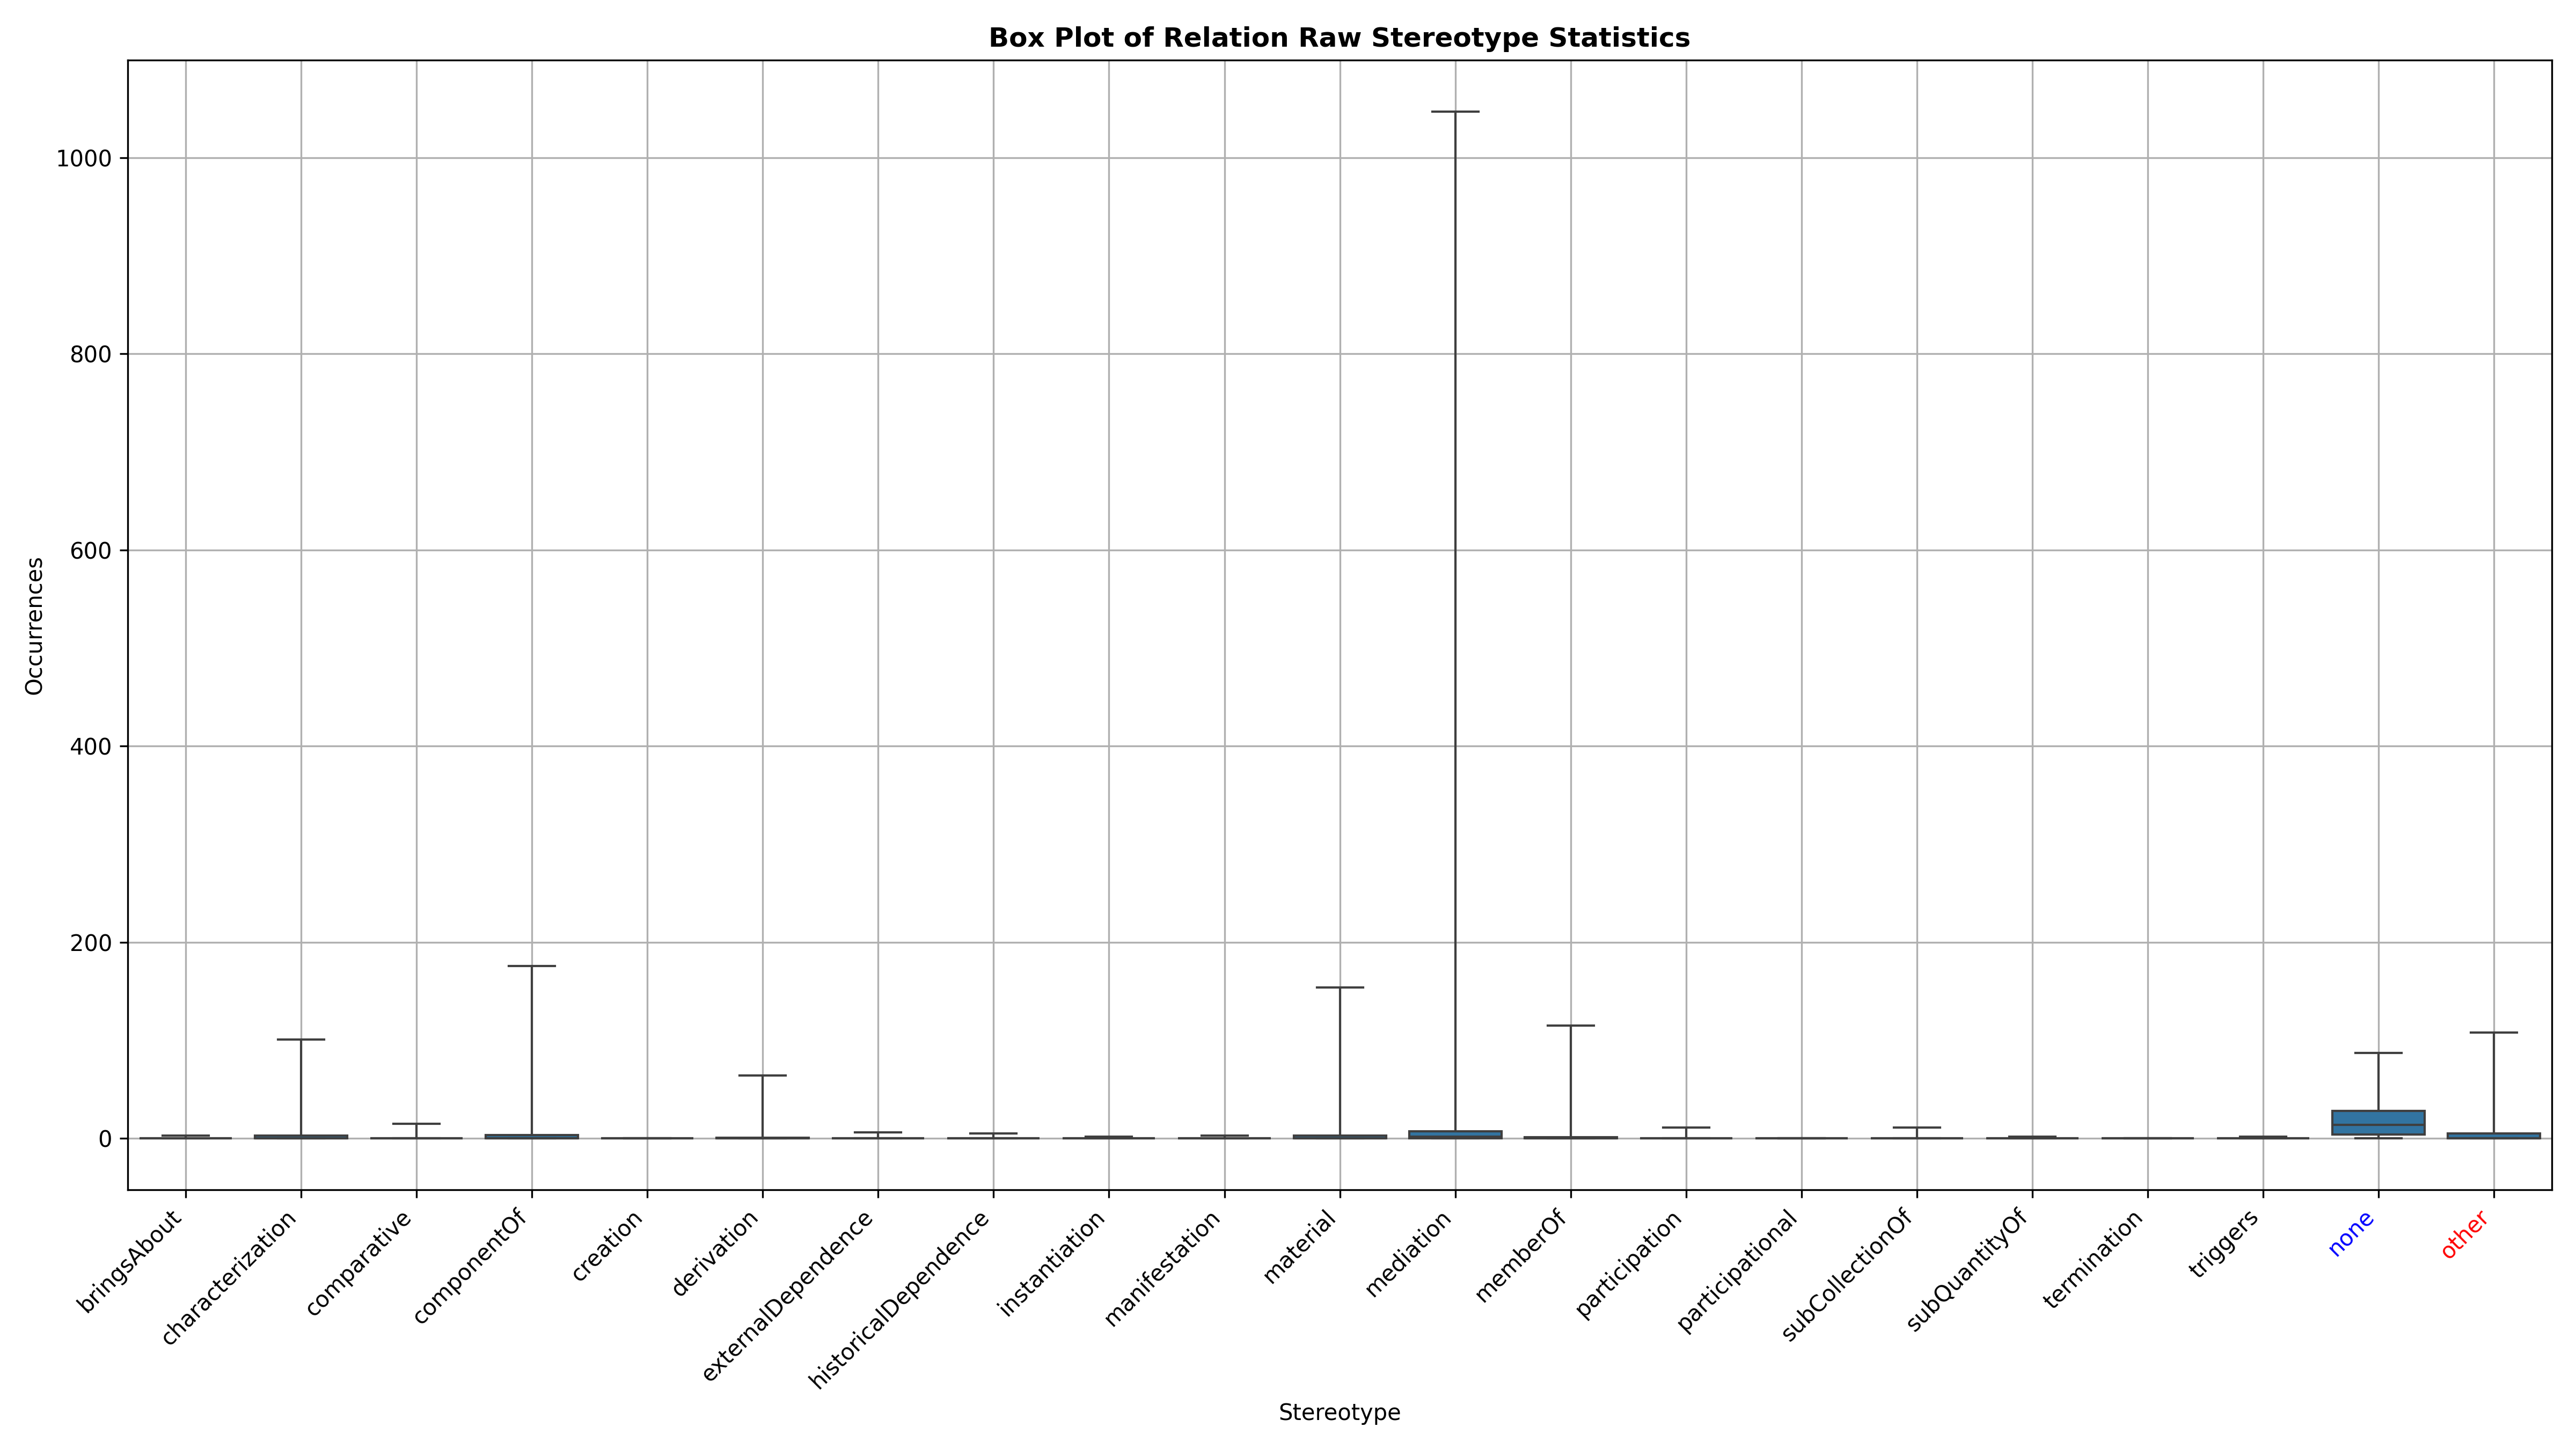 Box Plot of Relation Raw Stereotype Statistics
Occurrences
1000
800
600
400
200
0
bringsAbout
characterization
comparative
componentOf
creation
derivation
externalDependence
historicalDependence
instantiation
manifestation
material
mediation
memberOf
participation
participational
subCollectionOf
subQuantityOf
termination
triggers
none
other
Stereotype